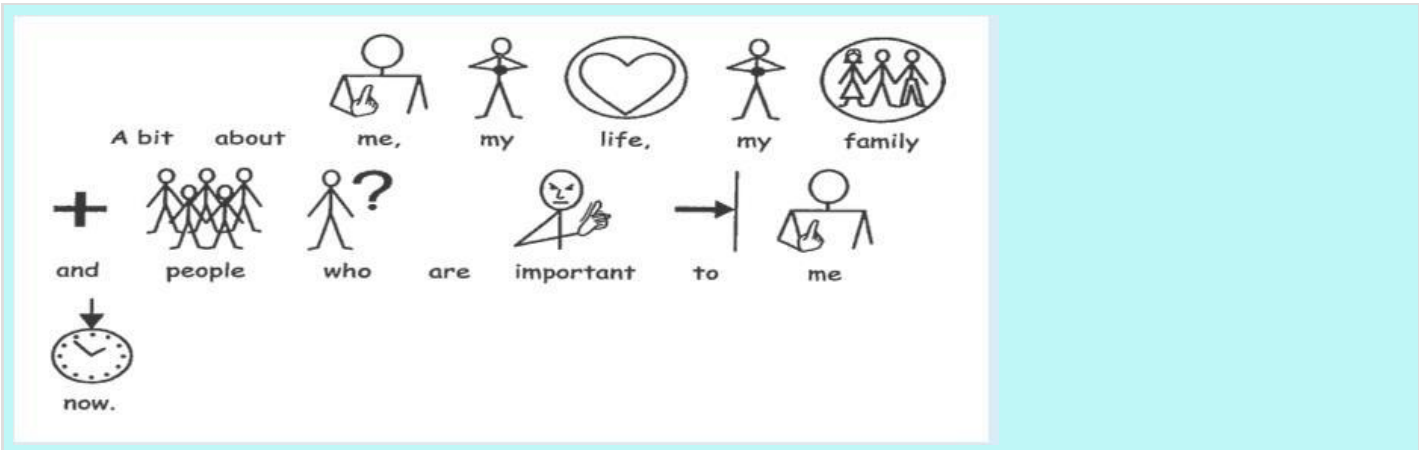 A bit about me, my life, my family
and people who are important to me
now.